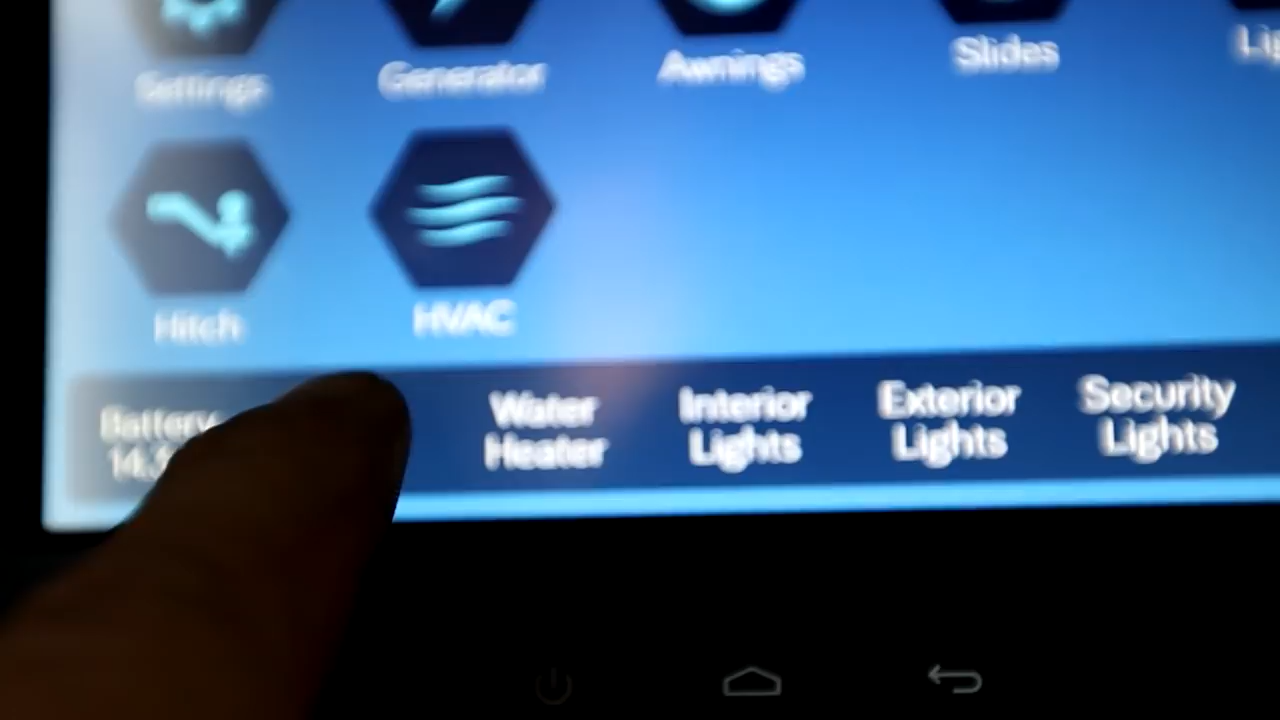 Settings
Generator
Awnings
Slides
Hitch
HVAC
Battery
Water
Heater
Interior
Lights
Exterior
Lights
Security
Lights